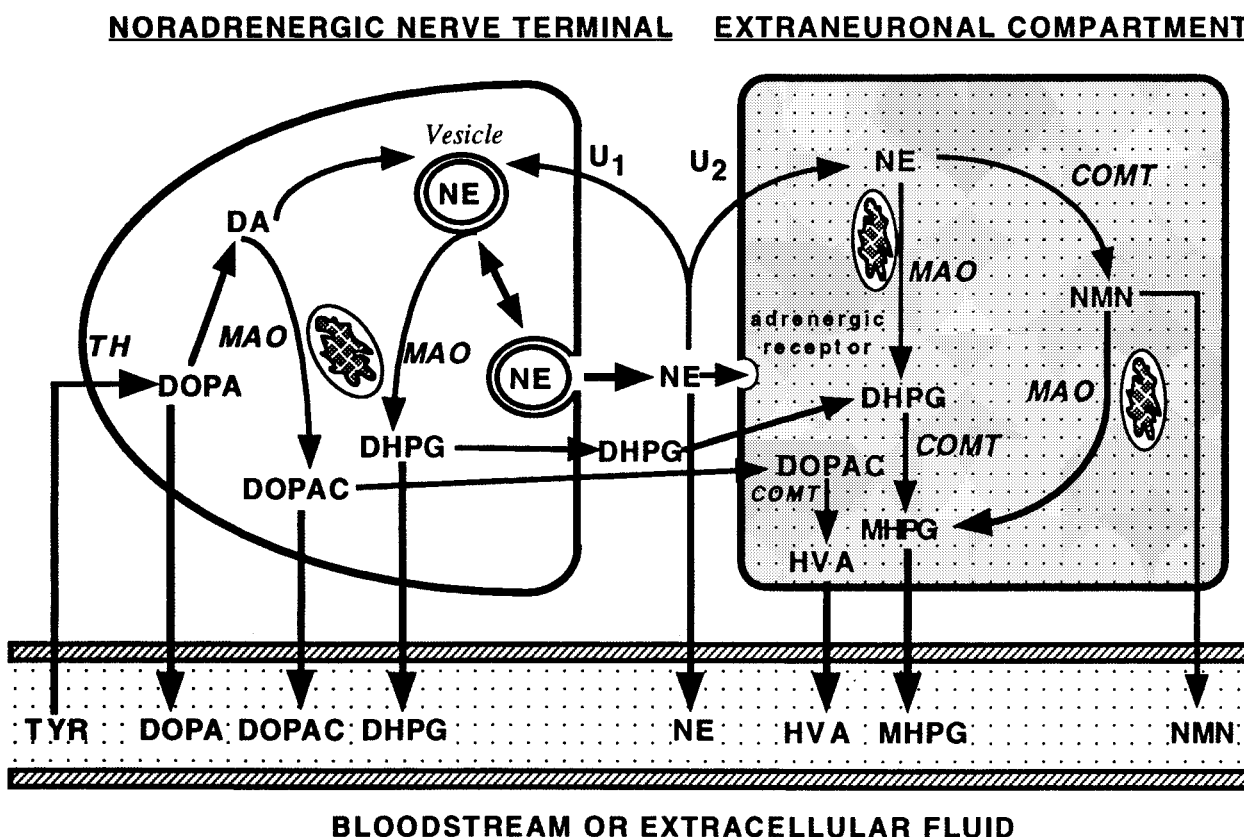 NORADRENERGIC NERVE TERMINAL
EXTRANEURONAL COMPARTMENT
Vesicle
NE
U1
U2
NE
COMT
DA
MAO
NMN
TH
MAO
MAO
adrenergic
receptor
DOPA
NE
NE
DHPG
MAO
DHPG
DHPG
COMT
DOPAC
DOPAC
COMT
MHPG
HVA
TYR
DOPA
DOPAC
DHPG
NE
HVA
MHPG
NMN
BLOODSTREAM OR EXTRACELLULAR FLUID